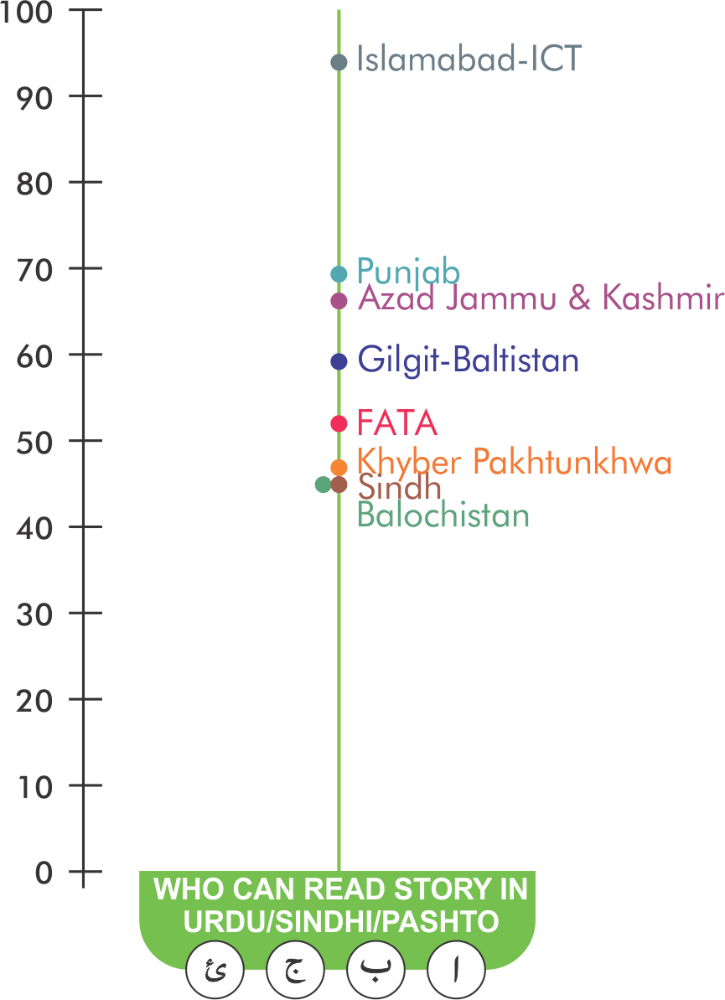 100
Islamabad-ICT
90
80
70
Punjab
Azad Jammu & Kashmir
60
Gilgit-Baltistan
FATA
50
Khyber Pakhtunkhwa
Sindh
Balochistan
40
30
20
10
0
WHO CAN READ STORY IN
URDU/SINDHI/PASHTO
ا ب ج ئ